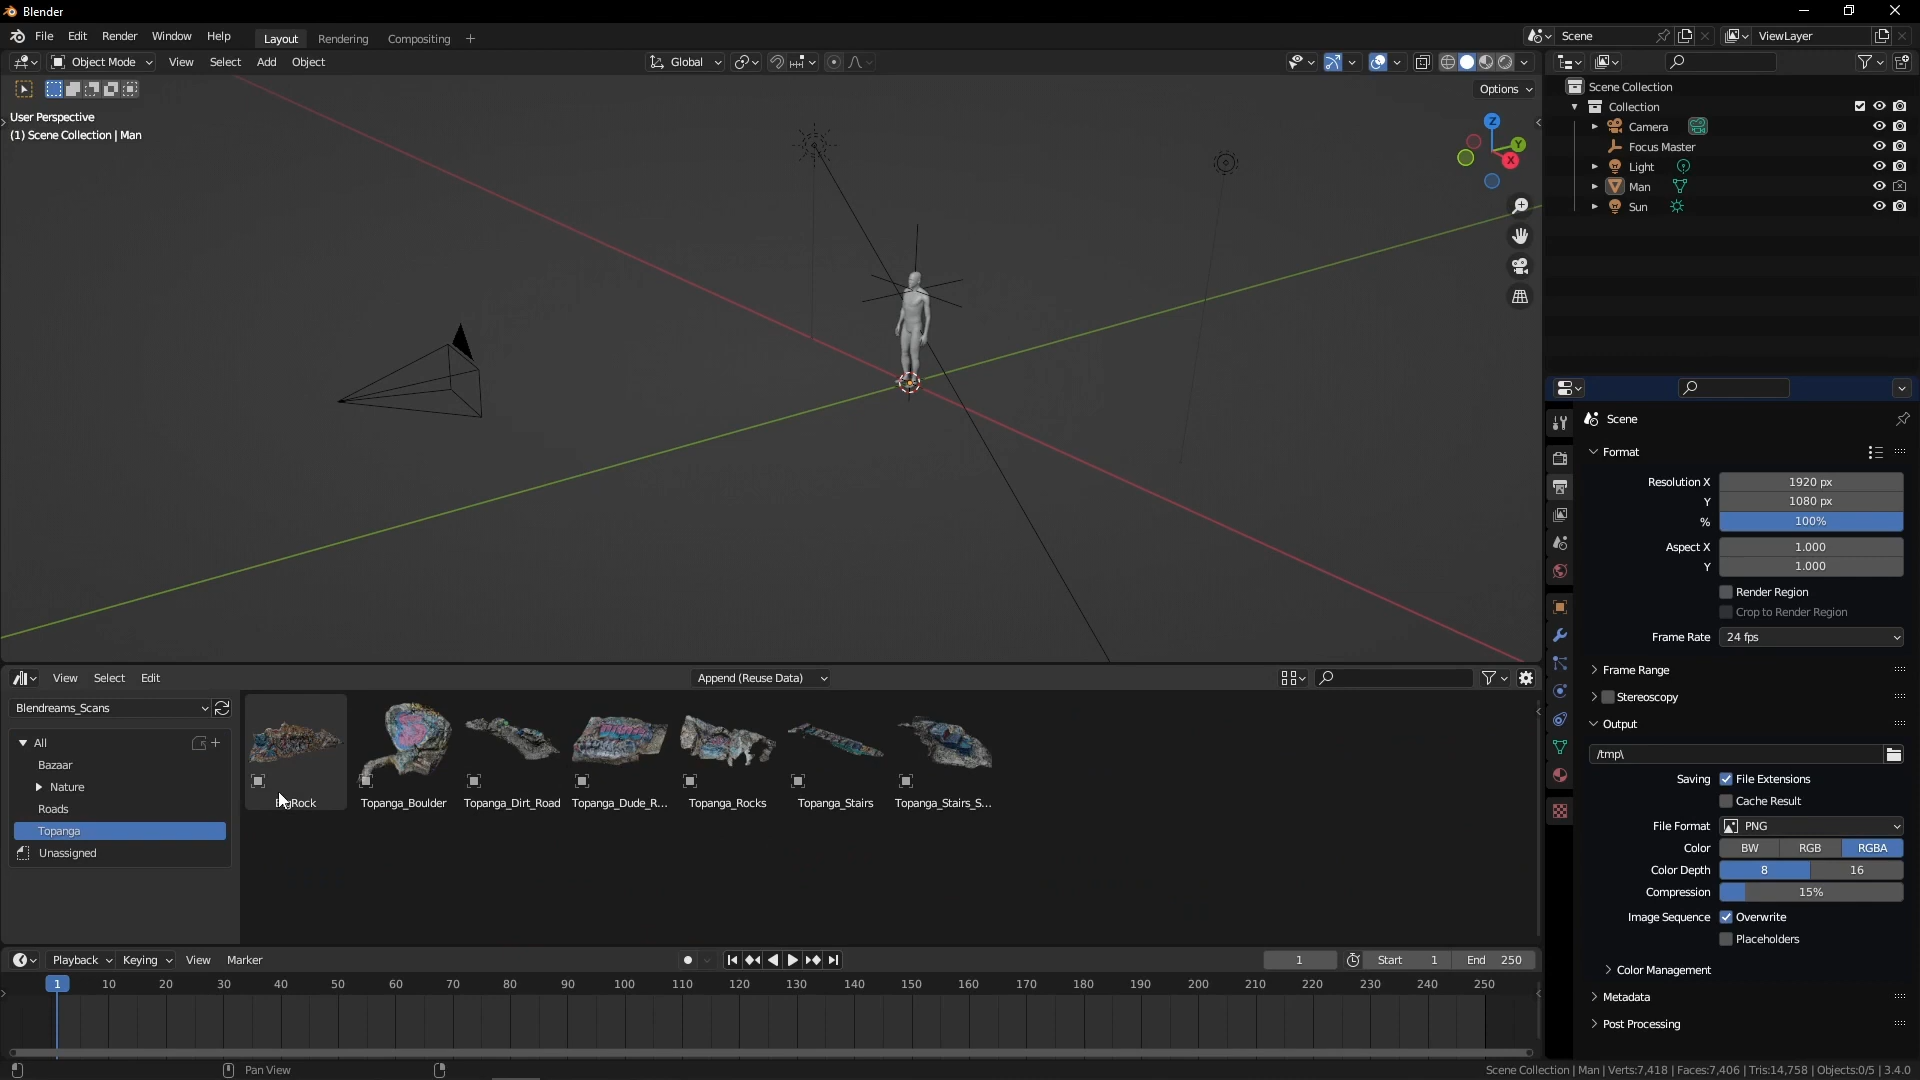 Blender
File Edit Render Window Help Layout Rendering Compositing + Scene ViewLayer
Object Mode View Select Add Object Global
Options
User Perspective
(1) Scene Collection | Man
Z
Y
X
Scene Collection
Collection
Camera
Focus Master
Light
Man
Sun
Scene
Format
Resolution X 1920 px
Y 1080 px
% 100%
Aspect X 1.000
Y 1.000
Render Region
Crop to Render Region
Frame Rate 24 fps
Frame Range
Stereoscopy
Output
/tmp\
Saving File Extensions
Cache Result
File Format PNG
Color BW RGB RGBA
Color Depth 8 16
Compression 15%
Image Sequence Overwrite
Placeholders
Color Management
Metadata
Post Processing
View Select Edit Append (Reuse Data)
Blendreams_Scans
All
Bazaar
Nature
Roads
Topanga
Unassigned
Topanga_Boulder Topanga_Dirt_Road Topanga_Dude_R... Topanga_Rocks Topanga_Stairs Topanga_Stairs_S...
Playback Keying View Marker 1 Start 1 End 250
1 10 20 30 40 50 60 70 80 90 100 110 120 130 140 150 160 170 180 190 200 210 220 230 240 250
Pan View
Scene Collection | Man | Verts:7,418 | Faces:7,406 | Tris:14,758 | Objects:0/5 | 3.4.0